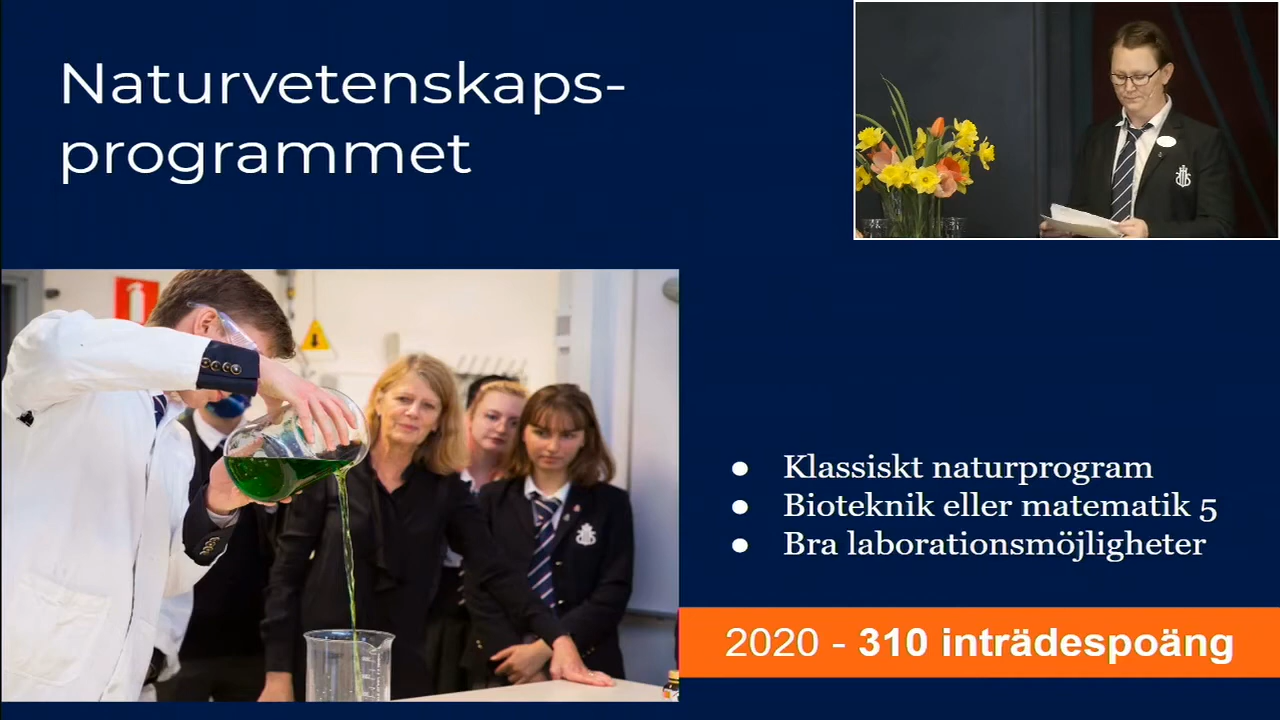 Naturvetenskaps-
programmet
● Klassiskt naturprogram
● Bioteknik eller matematik 5
● Bra laborationsmöjligheter
2020 - 310 inträdespoäng